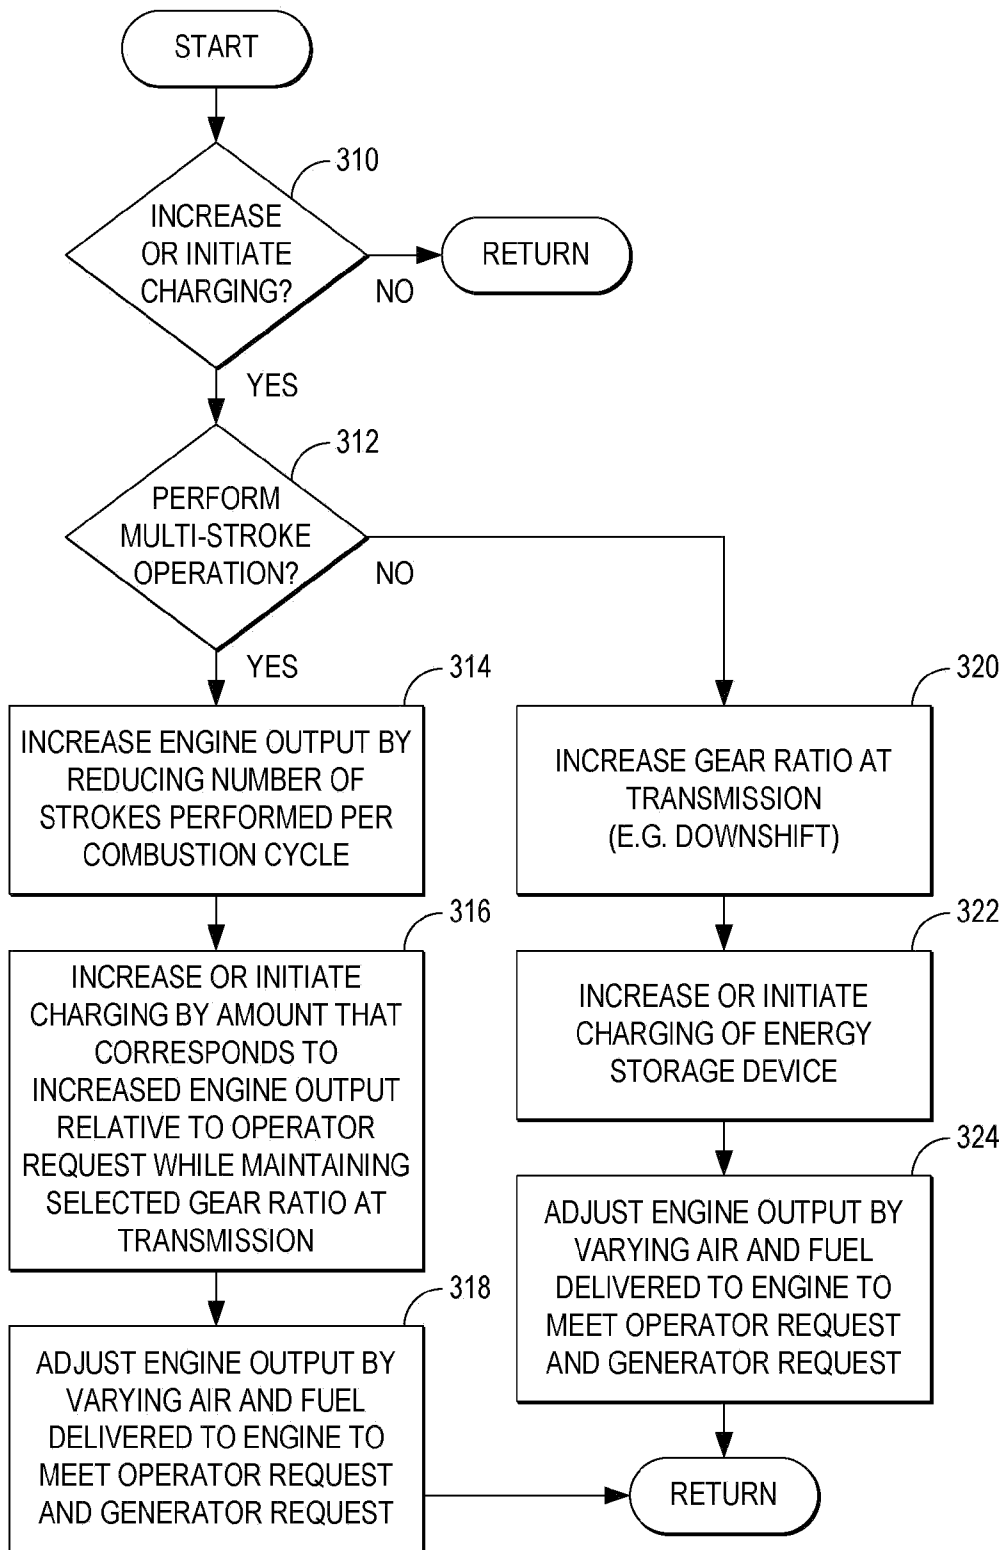 START
310
INCREASE
OR INITIATE
CHARGING?
NO
RETURN
YES
312
PERFORM
MULTI-STROKE
OPERATION?
NO
YES
314
INCREASE ENGINE OUTPUT BY
REDUCING NUMBER OF
STROKES PERFORMED PER
COMBUSTION CYCLE
316
INCREASE OR INITIATE
CHARGING BY AMOUNT THAT
CORRESPONDS TO
INCREASED ENGINE OUTPUT
RELATIVE TO OPERATOR
REQUEST WHILE MAINTAINING
SELECTED GEAR RATIO AT
TRANSMISSION
318
ADJUST ENGINE OUTPUT BY
VARYING AIR AND FUEL
DELIVERED TO ENGINE TO
MEET OPERATOR REQUEST
AND GENERATOR REQUEST
320
INCREASE GEAR RATIO AT
TRANSMISSION
(E.G. DOWNSHIFT)
322
INCREASE OR INITIATE
CHARGING OF ENERGY
STORAGE DEVICE
324
ADJUST ENGINE OUTPUT BY
VARYING AIR AND FUEL
DELIVERED TO ENGINE TO
MEET OPERATOR REQUEST
AND GENERATOR REQUEST
RETURN